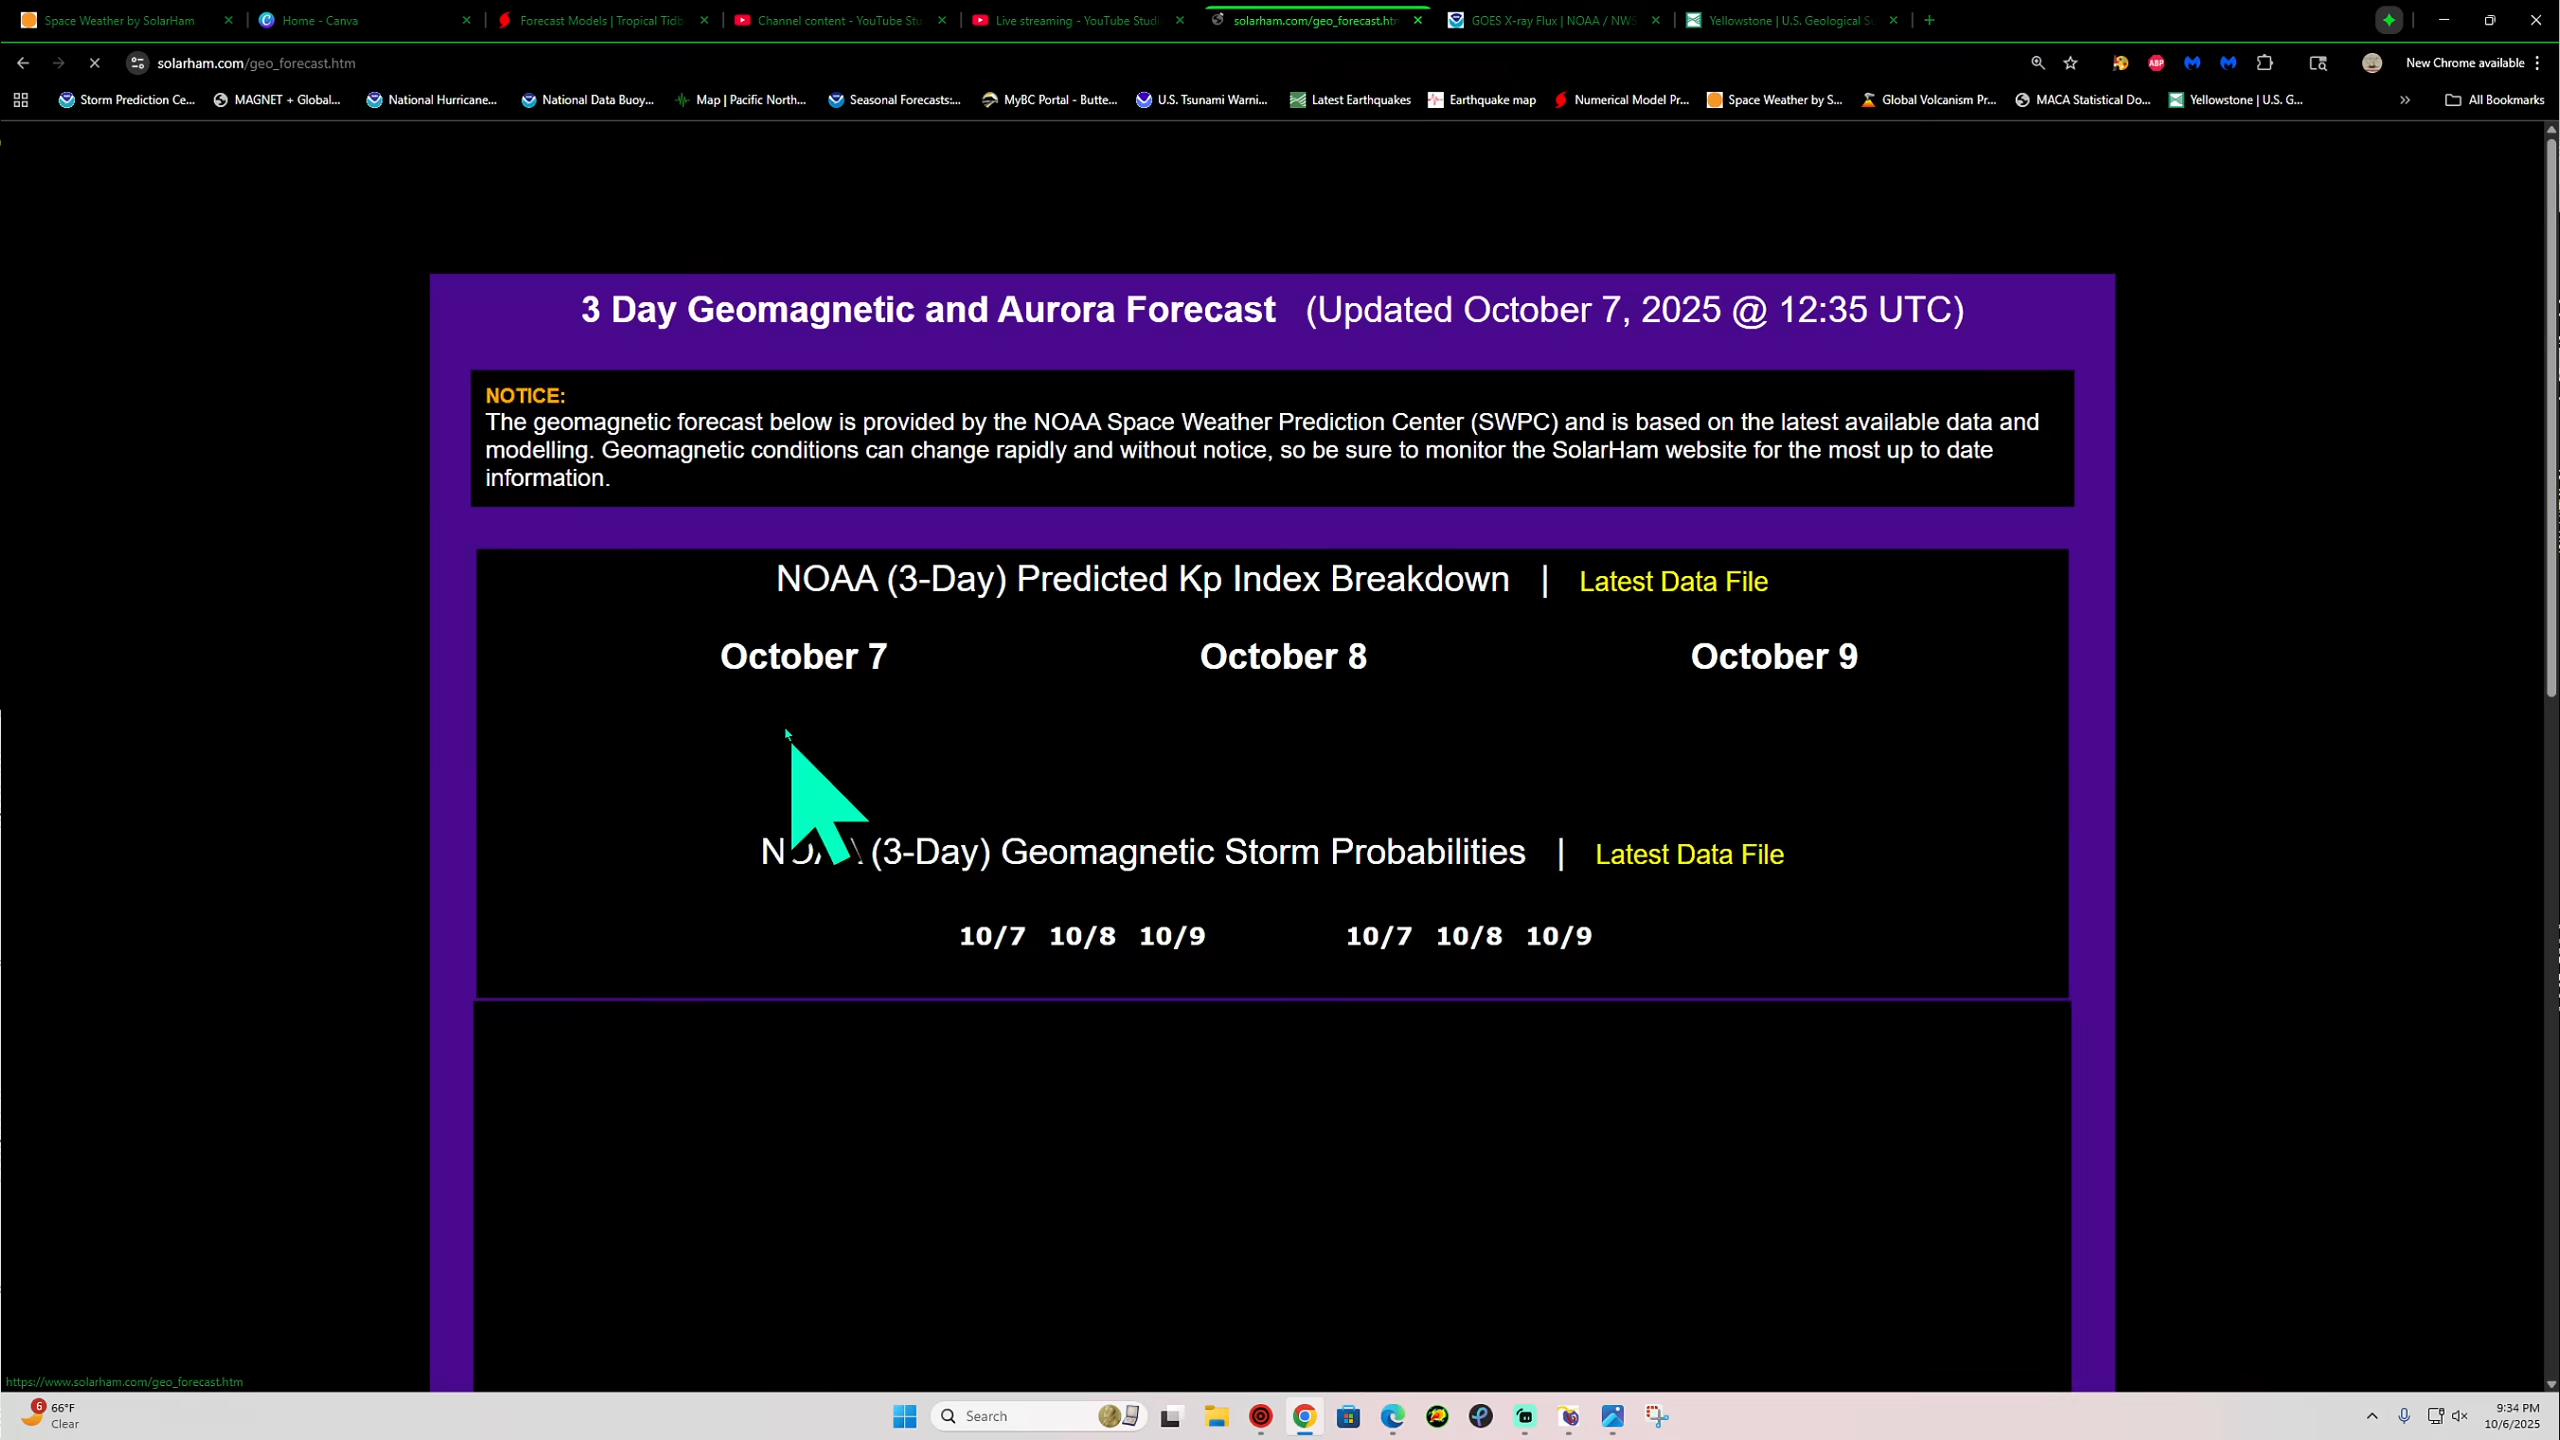 Space Weather by SolarHam
Home - Canva
Forecast Models | Tropical Tidb
Channel content - YouTube Stu
Live streaming - YouTube Studi
solarham.com/geo_forecast.htm
GOES X-ray Flux | NOAA / NWS
Yellowstone | U.S. Geological Su
solarham.com/geo_forecast.htm
ABP
New Chrome available
Storm Prediction Ce...
MAGNET + Global...
National Hurricane...
National Data Buoy...
Map | Pacific North...
Seasonal Forecasts:...
MyBC Portal - Butte...
U.S. Tsunami Warni...
Latest Earthquakes
Earthquake map
Numerical Model Pr...
Space Weather by S...
Global Volcanism Pr...
MACA Statistical Do...
Yellowstone | U.S. G...
All Bookmarks
3 Day Geomagnetic and Aurora Forecast (Updated October 7, 2025 @ 12:35 UTC)
NOTICE:
The geomagnetic forecast below is provided by the NOAA Space Weather Prediction Center (SWPC) and is based on the latest available data and
modelling. Geomagnetic conditions can change rapidly and without notice, so be sure to monitor the SolarHam website for the most up to date
information.
NOAA (3-Day) Predicted Kp Index Breakdown | Latest Data File
October 7 October 8 October 9
NOAA (3-Day) Geomagnetic Storm Probabilities | Latest Data File
10/7 10/8 10/9 10/7 10/8 10/9
https://www.solarham.com/geo_forecast.htm
6
66°F
Clear
Search
9:34 PM
10/6/2025